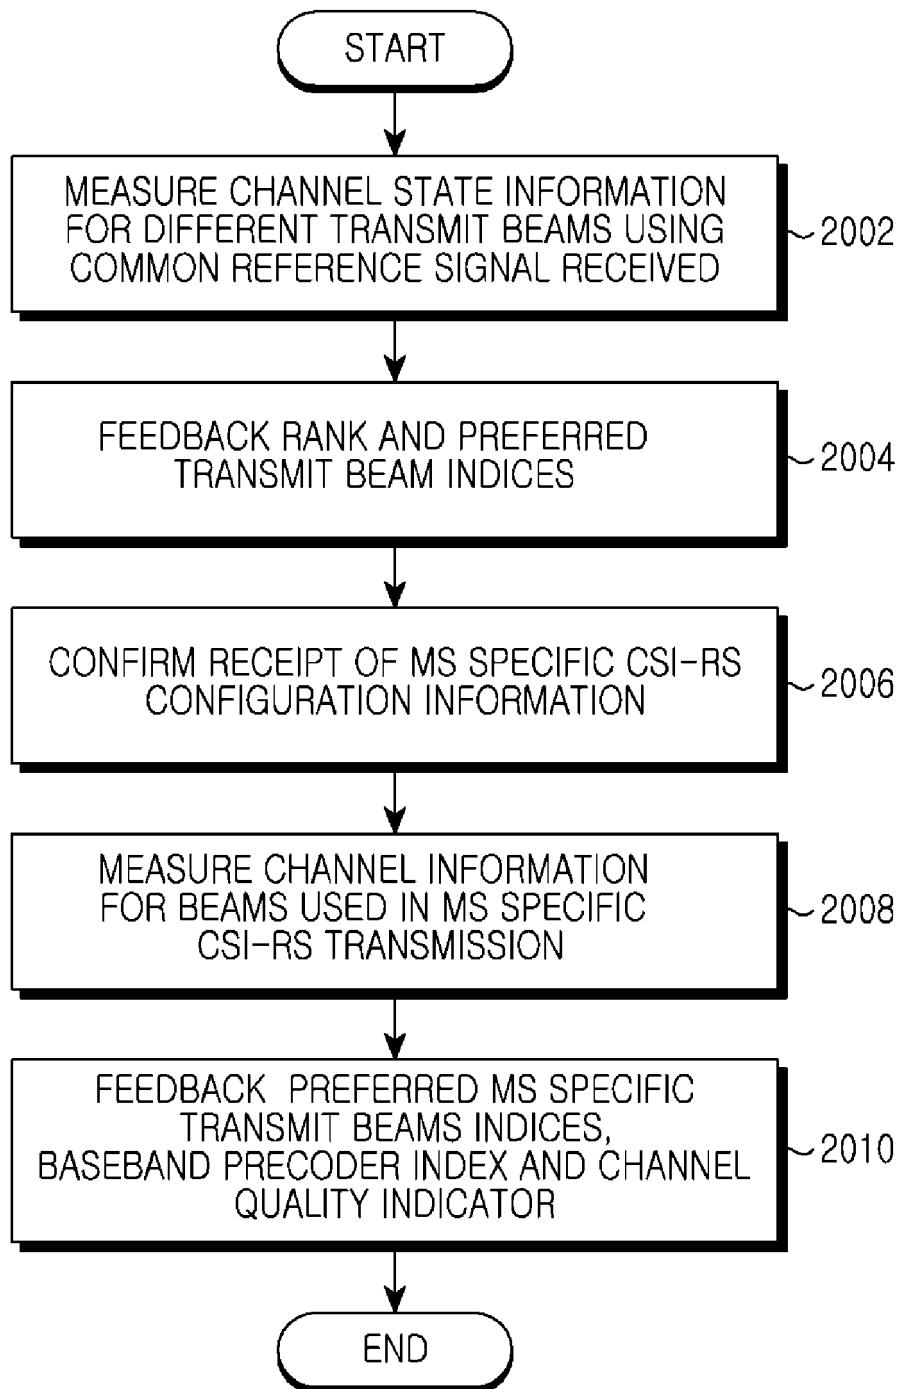 START
MEASURE CHANNEL STATE INFORMATION
FOR DIFFERENT TRANSMIT BEAMS USING
COMMON REFERENCE SIGNAL RECEIVED
2002
FEEDBACK RANK AND PREFERRED
TRANSMIT BEAM INDICES
2004
CONFIRM RECEIPT OF MS SPECIFIC CSI-RS
CONFIGURATION INFORMATION
2006
MEASURE CHANNEL INFORMATION
FOR BEAMS USED IN MS SPECIFIC
CSI-RS TRANSMISSION
2008
FEEDBACK PREFERRED MS SPECIFIC
TRANSMIT BEAMS INDICES,
BASEBAND PRECODER INDEX AND CHANNEL
QUALITY INDICATOR
2010
END